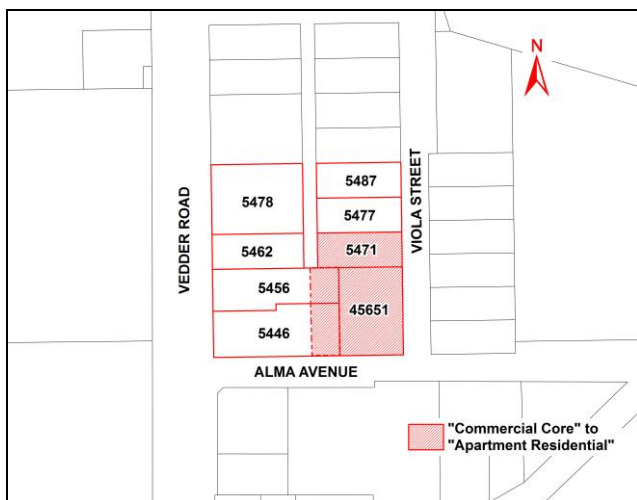 N
VEDDER ROAD
VIOLA STREET
5478
5487
5477
5462
5471
5456
45651
5446
ALMA AVENUE
"Commercial Core" to
"Apartment Residential"